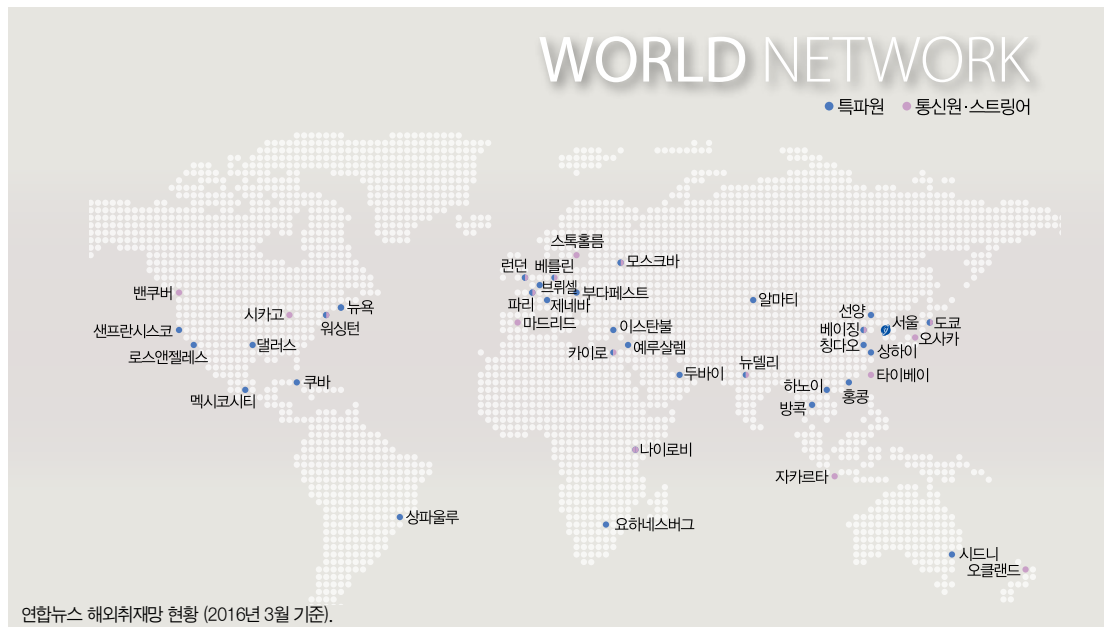 WORLD NETWORK
특파원 통신원·스트링어
스톡홀름
모스크바
런던
베를린
브뤼셀
부다페스트
파리
제네바
마드리드
알마티
밴쿠버
시카고
뉴욕
워싱턴
샌프란시스코
로스앤젤레스
댈러스
쿠바
멕시코시티
이스탄불
예루살렘
카이로
두바이
뉴델리
선양
서울
도쿄
베이징
오사카
칭다오
상하이
타이베이
하노이
홍콩
방콕
나이로비
자카르타
상파울루
요하네스버그
시드니
오클랜드
연합뉴스 해외취재망 현황 (2016년 3월 기준).